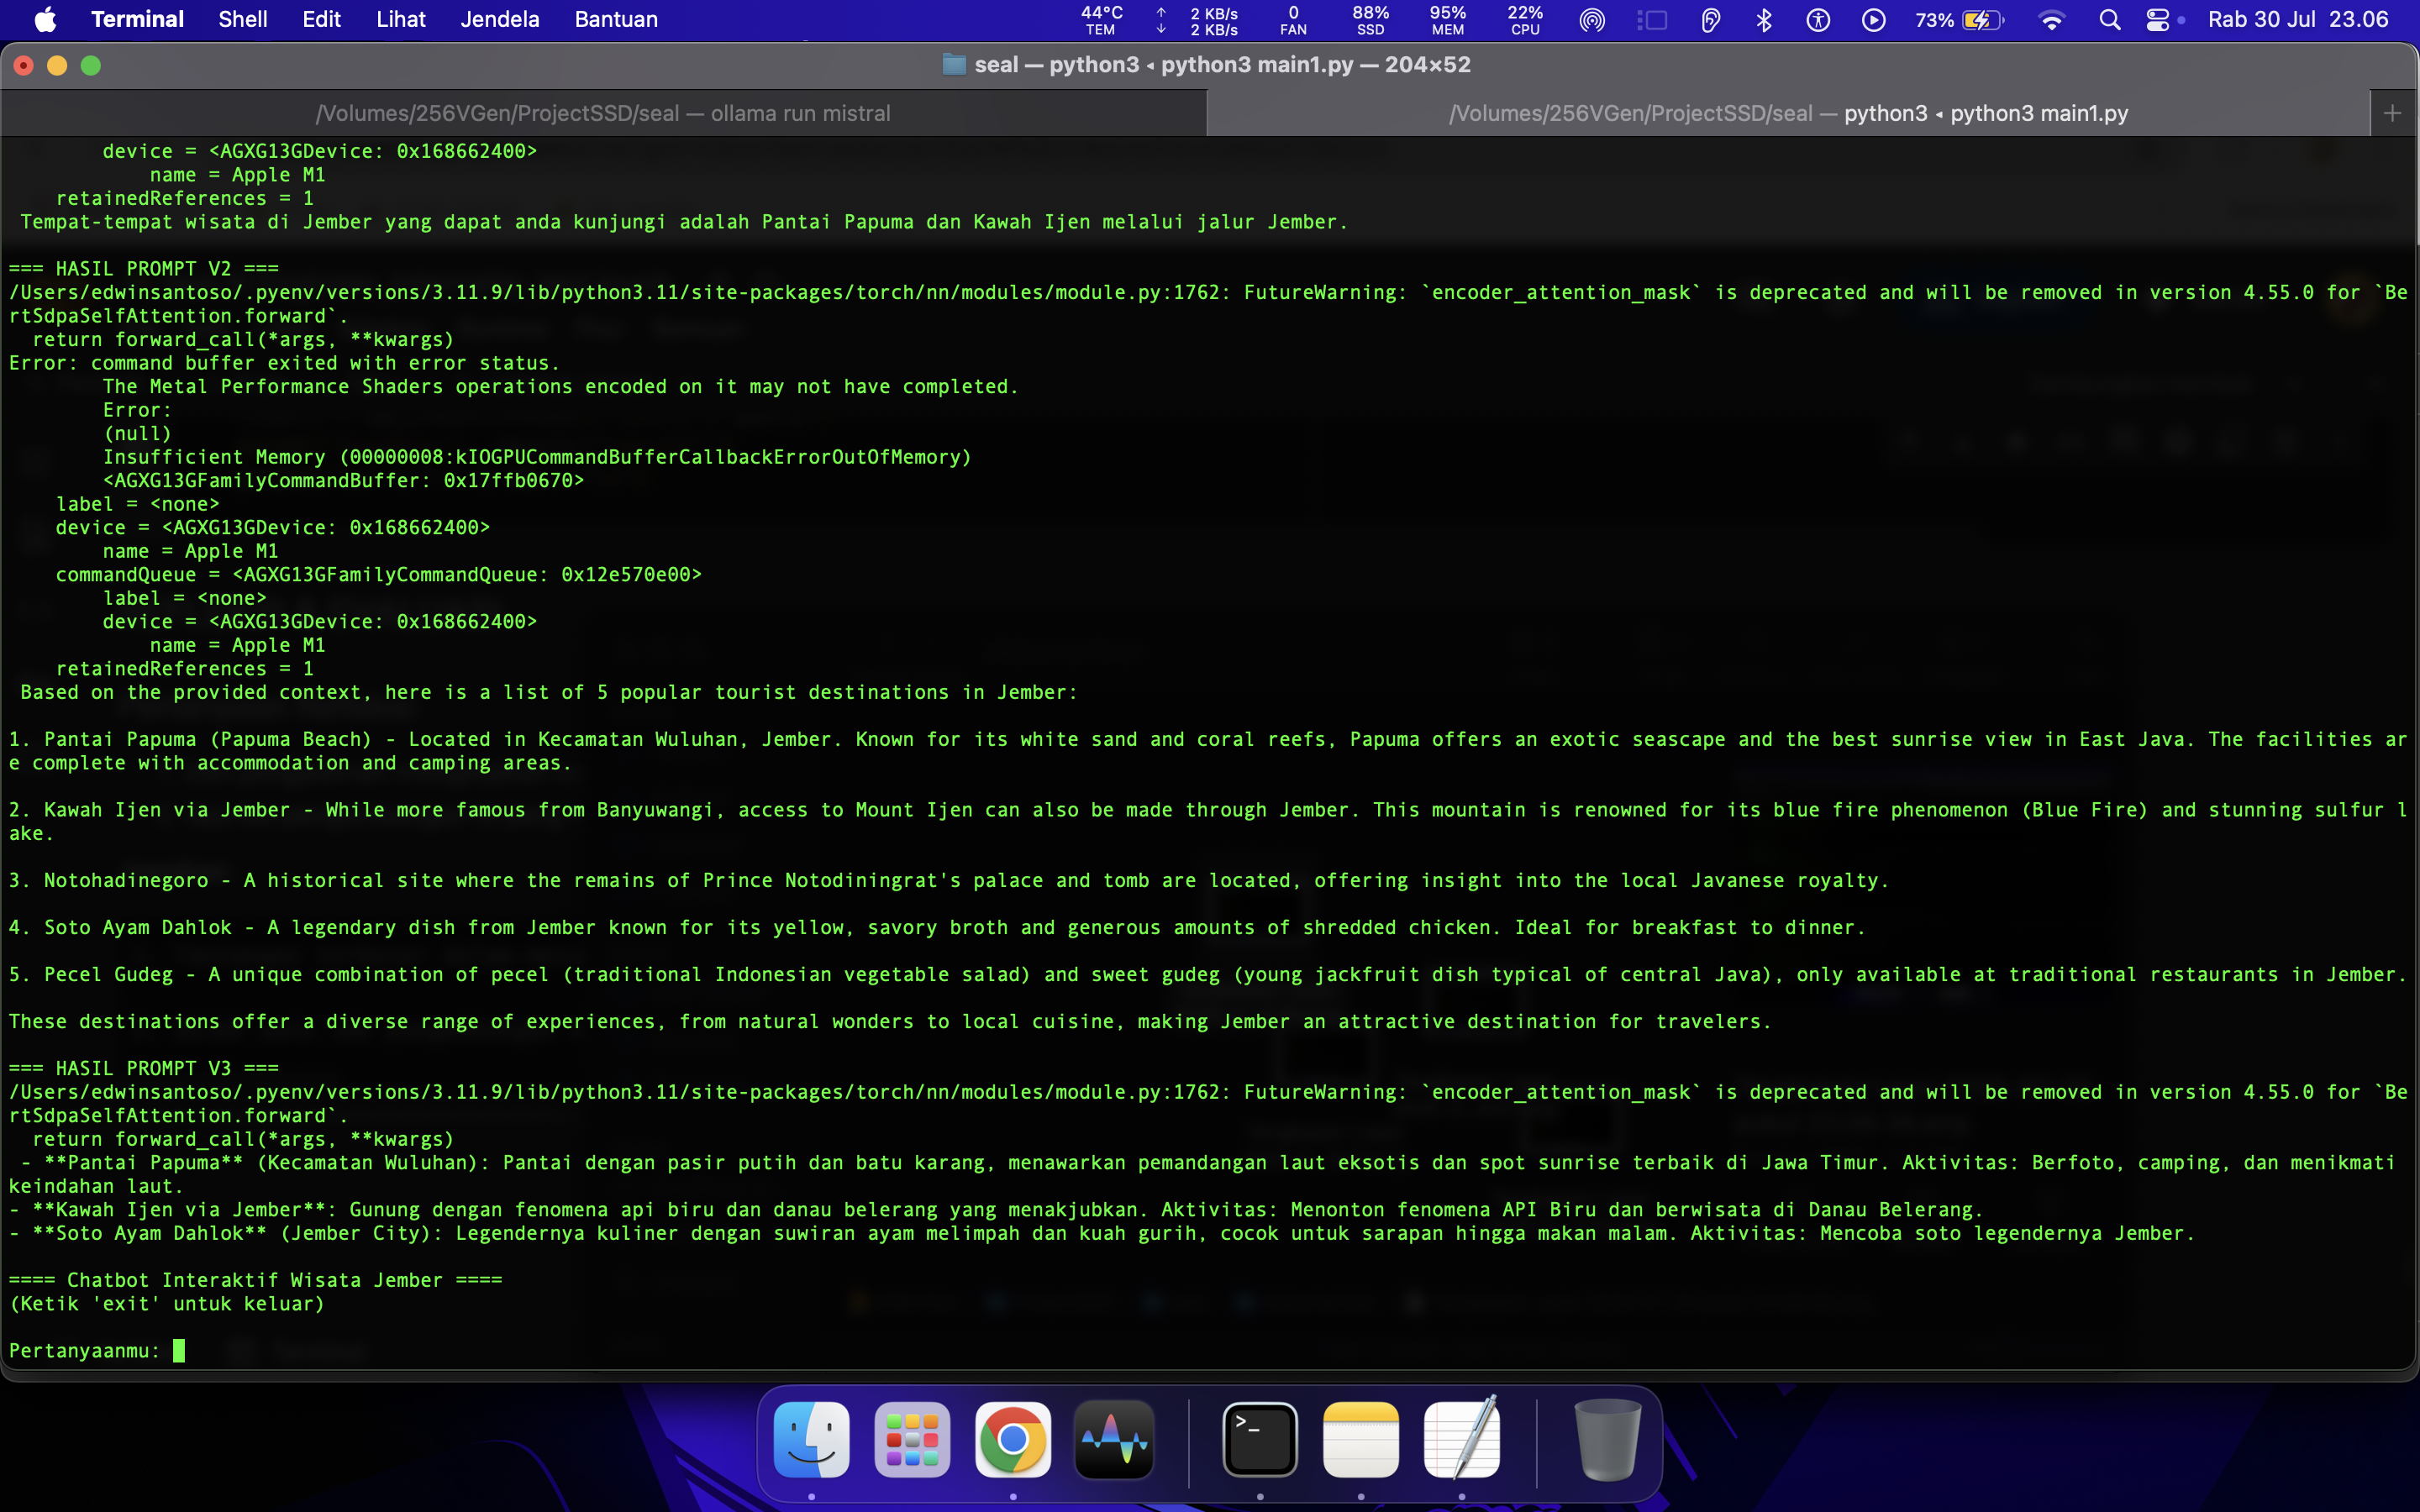 Terminal Shell Edit Lihat Jendela Bantuan 44°C TEM ↑ ↓ 2 KB/s 2 KB/s 0 FAN 88% SSD 95% MEM 22% CPU 73% Rab 30 Jul 23.06
seal — python3 ◂ python3 main1.py — 204×52
/Volumes/256VGen/ProjectSSD/seal — ollama run mistral
/Volumes/256VGen/ProjectSSD/seal — python3 ◂ python3 main1.py
device = <AGXG13GDevice: 0x168662400>
name = Apple M1
retainedReferences = 1
Tempat-tempat wisata di Jember yang dapat anda kunjungi adalah Pantai Papuma dan Kawah Ijen melalui jalur Jember.
=== HASIL PROMPT V2 ===
/Users/edwinsantoso/.pyenv/versions/3.11.9/lib/python3.11/site-packages/torch/nn/modules/module.py:1762: FutureWarning: `encoder_attention_mask` is deprecated and will be removed in version 4.55.0 for `Be
rtSdpaSelfAttention.forward`.
return forward_call(*args, **kwargs)
Error: command buffer exited with error status.
The Metal Performance Shaders operations encoded on it may not have completed.
Error:
(null)
Insufficient Memory (00000008:kIOGPUCommandBufferCallbackErrorOutOfMemory)
<AGXG13GFamilyCommandBuffer: 0x17ffb0670>
label = <none>
device = <AGXG13GDevice: 0x168662400>
name = Apple M1
commandQueue = <AGXG13GFamilyCommandQueue: 0x12e570e00>
label = <none>
device = <AGXG13GDevice: 0x168662400>
name = Apple M1
retainedReferences = 1
Based on the provided context, here is a list of 5 popular tourist destinations in Jember:
1. Pantai Papuma (Papuma Beach) - Located in Kecamatan Wuluhan, Jember. Known for its white sand and coral reefs, Papuma offers an exotic seascape and the best sunrise view in East Java. The facilities ar
e complete with accommodation and camping areas.
2. Kawah Ijen via Jember - While more famous from Banyuwangi, access to Mount Ijen can also be made through Jember. This mountain is renowned for its blue fire phenomenon (Blue Fire) and stunning sulfur l
ake.
3. Notohadinegoro - A historical site where the remains of Prince Notodiningrat's palace and tomb are located, offering insight into the local Javanese royalty.
4. Soto Ayam Dahlok - A legendary dish from Jember known for its yellow, savory broth and generous amounts of shredded chicken. Ideal for breakfast to dinner.
5. Pecel Gudeg - A unique combination of pecel (traditional Indonesian vegetable salad) and sweet gudeg (young jackfruit dish typical of central Java), only available at traditional restaurants in Jember.
These destinations offer a diverse range of experiences, from natural wonders to local cuisine, making Jember an attractive destination for travelers.
=== HASIL PROMPT V3 ===
/Users/edwinsantoso/.pyenv/versions/3.11.9/lib/python3.11/site-packages/torch/nn/modules/module.py:1762: FutureWarning: `encoder_attention_mask` is deprecated and will be removed in version 4.55.0 for `Be
rtSdpaSelfAttention.forward`.
return forward_call(*args, **kwargs)
- **Pantai Papuma** (Kecamatan Wuluhan): Pantai dengan pasir putih dan batu karang, menawarkan pemandangan laut eksotis dan spot sunrise terbaik di Jawa Timur. Aktivitas: Berfoto, camping, dan menikmati
keindahan laut.
- **Kawah Ijen via Jember**: Gunung dengan fenomena api biru dan danau belerang yang menakjubkan. Aktivitas: Menonton fenomena API Biru dan berwisata di Danau Belerang.
- **Soto Ayam Dahlok** (Jember City): Legendernya kuliner dengan suwiran ayam melimpah dan kuah gurih, cocok untuk sarapan hingga makan malam. Aktivitas: Mencoba soto legendernya Jember.
==== Chatbot Interaktif Wisata Jember ====
(Ketik 'exit' untuk keluar)
Pertanyaanmu: